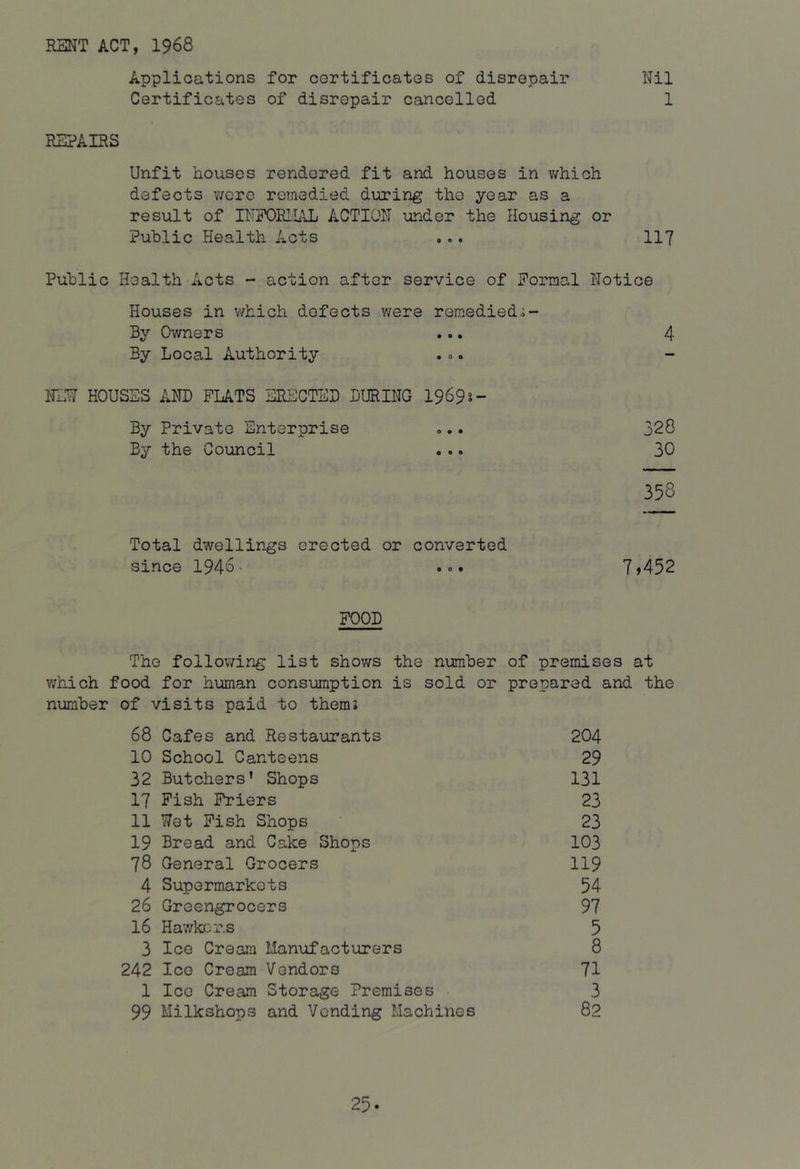 RENT ACT, 1968
Applications for certificates of disrepair Nil
Certificates of disrepair cancelled 1
REPAIRS
Unfit houses rendered fit and houses in which
defects were remedied during the year as a
result of INFORMAL ACTION under the Housing or
Public Health Acts ... 117
Public Health Acts - action after service of Formal Notice
Houses in which defects were remedied:-
By Owners ... 4
By Local Authority ... -
NEW HOUSES AND FLATS ERECTED DURING 1969:-
By Private Enterprise ... 328
By the Council ... 30
358
Total dwellings erected or converted
since 1946. ... 7,452
FOOD
The following list shows the number of premises at
which food for human consumption is sold or prepared and the
number of visits paid to them:
68 Cafes and Restaurants 204
10 School Canteens 29
32 Butchers' Shops 131
17 Fish Friers 23
11 Wet Fish Shops 23
19 Bread and Cake Shops 103
78 General Grocers 119
4 Supermarkets 54
26 Greengrocers 97
16 Hawkers 5
3 Ice Cream Manufacturers 8
242 Ice Cream Vendors 71
1 Ice Cream Storage Premises 3
99 Milkshops and Vending Machines 82
25.